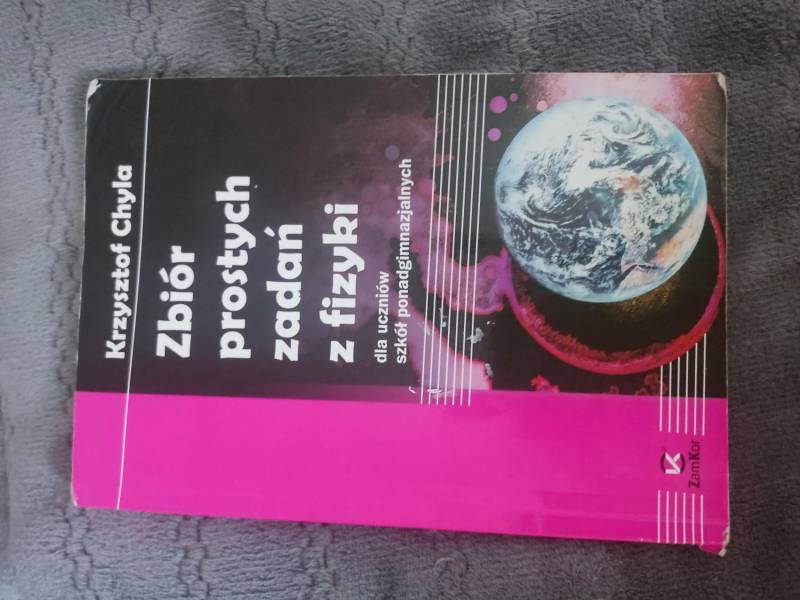 Krzysztof Chyla
Zbiór
prostych
zadań
z fizyki
dla uczniów
szkół ponadgimnazjalnych
K
ZamKor